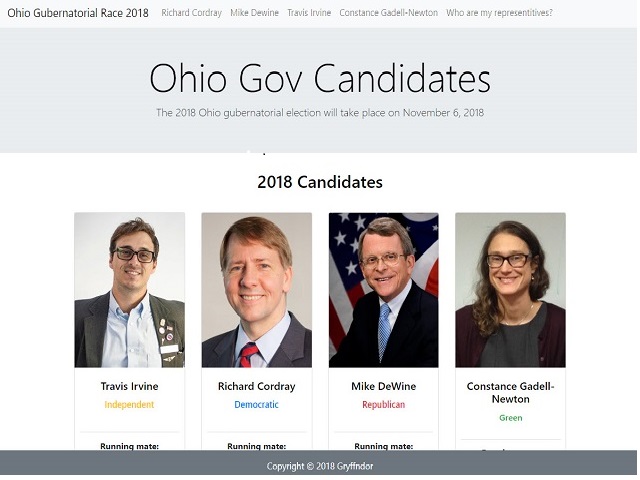 Ohio Gubernatorial Race 2018 Richard Cordray Mike Dewine Travis Irvine Constance Gadell-Newton Who are my representitives?
Ohio Gov Candidates
The 2018 Ohio gubernatorial election will take place on November 6, 2018
2018 Candidates
Travis Irvine
Independent
Running mate:
Richard Cordray
Democratic
Running mate:
Mike DeWine
Republican
Running mate:
Constance Gadell-
Newton
Green
Copyright © 2018 Gryffndor